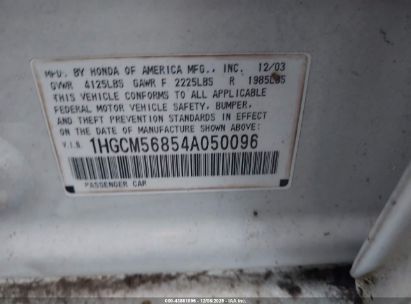 MFD. BY HONDA OF AMERICA MFG., INC. 12/03
GVWR 4125LBS GAWR F 2225LBS R 1985LBS
THIS VEHICLE CONFORMS TO ALL APPLICABLE
FEDERAL MOTOR VEHICLE SAFETY, BUMPER,
AND THEFT PREVENTION STANDARDS IN EFFECT
ON THE DATE OF MANUFACTURE SHOWN ABOVE.
V.I.N. 1HGCM56854A050096
PASSENGER CAR